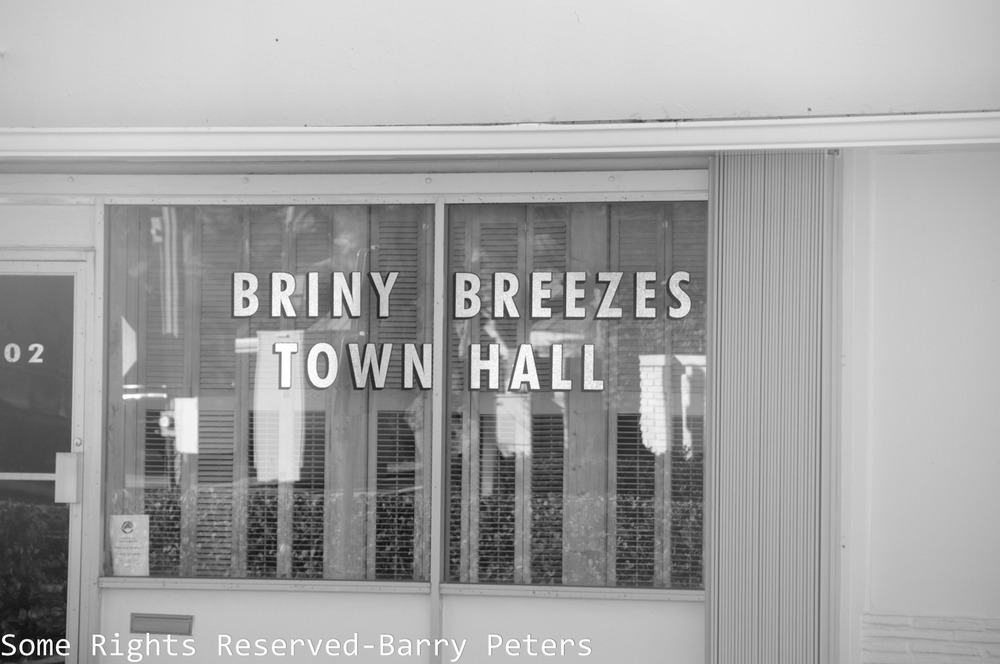 BRINY BREEZES
TOWN HALL
02
Some Rights Reserved-Barry Peters